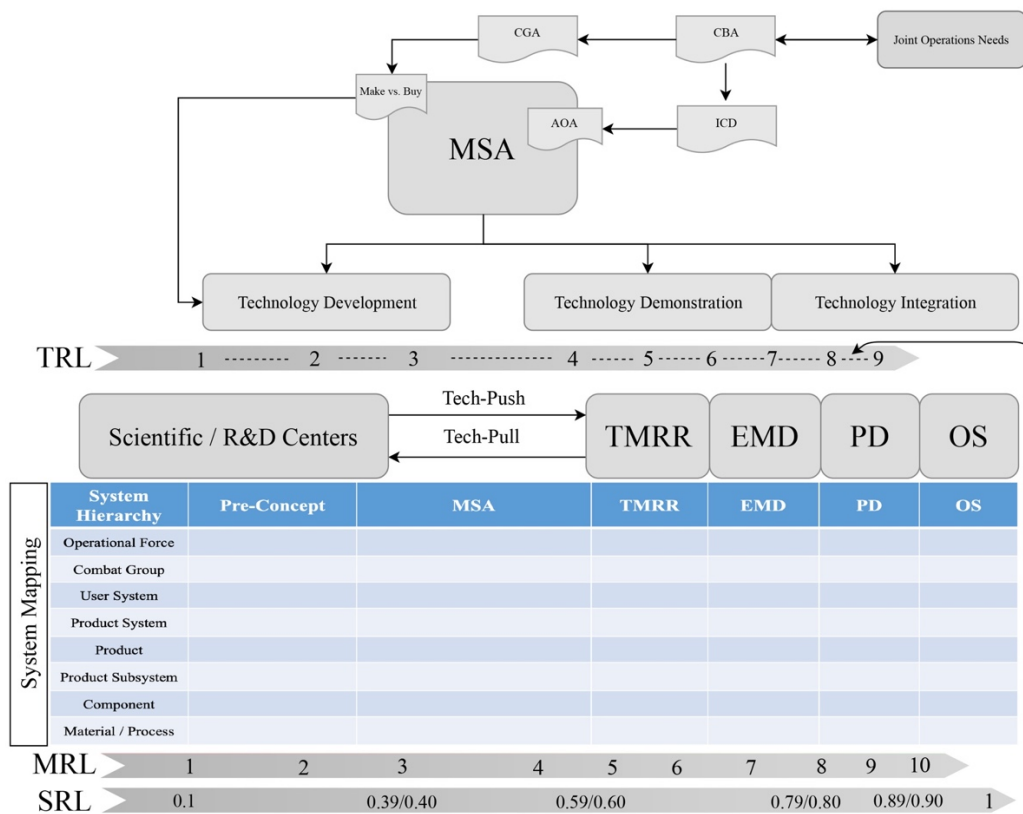 CGA
CBA
Joint Operations Needs
Make vs. Buy
MSA
AOA
ICD
Technology Development
Technology Demonstration
Technology Integration
TRL 1 2 3 4 5 6 7 8 9
Scientific / R&D Centers
Tech-Push
Tech-Pull
TMRR
EMD
PD
OS
System Mapping
System
Hierarchy
Pre-Concept
MSA
TMRR
EMD
PD
OS
Operational Force
Combat Group
User System
Product System
Product
Product Subsystem
Component
Material / Process
MRL 1 2 3 4 5 6 7 8 9 10
SRL 0.1 0.39/0.40 0.59/0.60 0.79/0.80 0.89/0.90 1